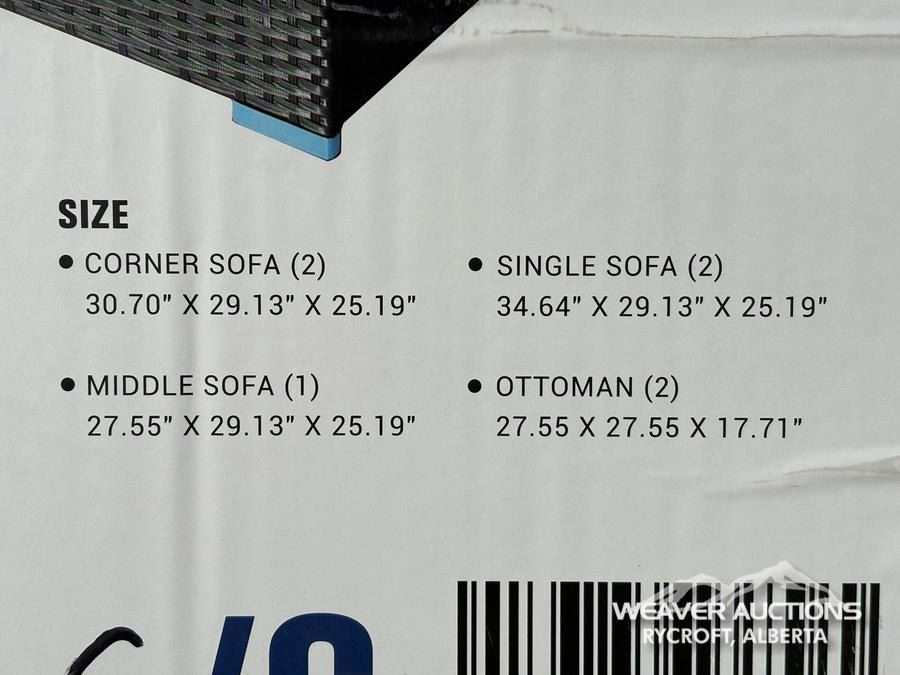 SIZE
• CORNER SOFA (2)
30.70" X 29.13" X 25.19"
• SINGLE SOFA (2)
34.64" X 29.13" X 25.19"
• MIDDLE SOFA (1)
27.55" X 29.13" X 25.19"
• OTTOMAN (2)
27.55 X 27.55 X 17.71"
WEAVER AUCTIONS
RYCROFT, ALBERTA